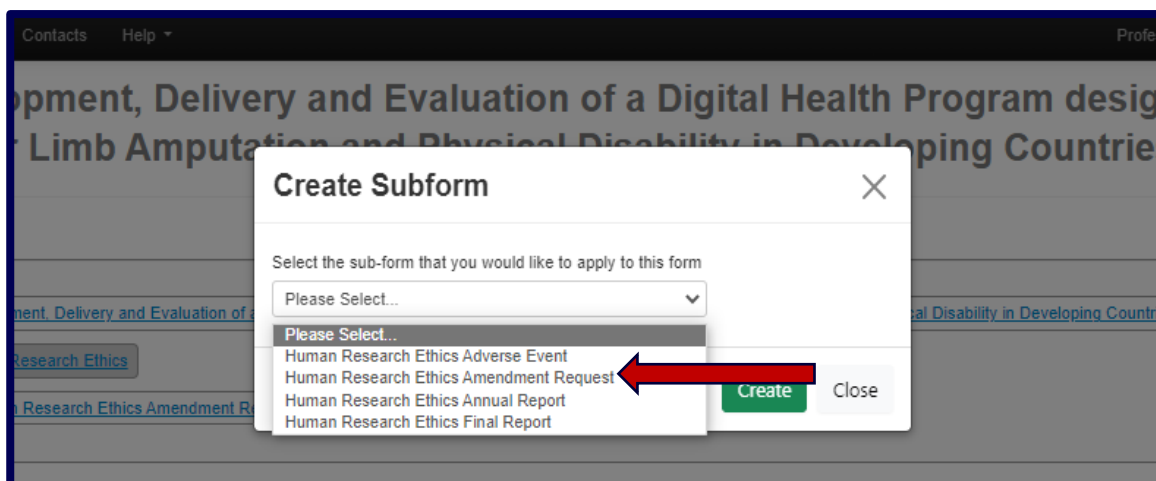 Contacts Help Profe
opment, Delivery and Evaluation of a Digital Health Program desig
r Limb Amputation and Physical Disability in Developing Countrie
Create Subform
Select the sub-form that you would like to apply to this form
Please Select...
ment, Delivery and Evaluation of a al Disability in Developing Countr
Please Select...
Human Research Ethics Adverse Event
Research Ethics
Human Research Ethics Amendment Request
Human Research Ethics Annual Report
Create Close
n Research Ethics Amendment Re
Human Research Ethics Final Report